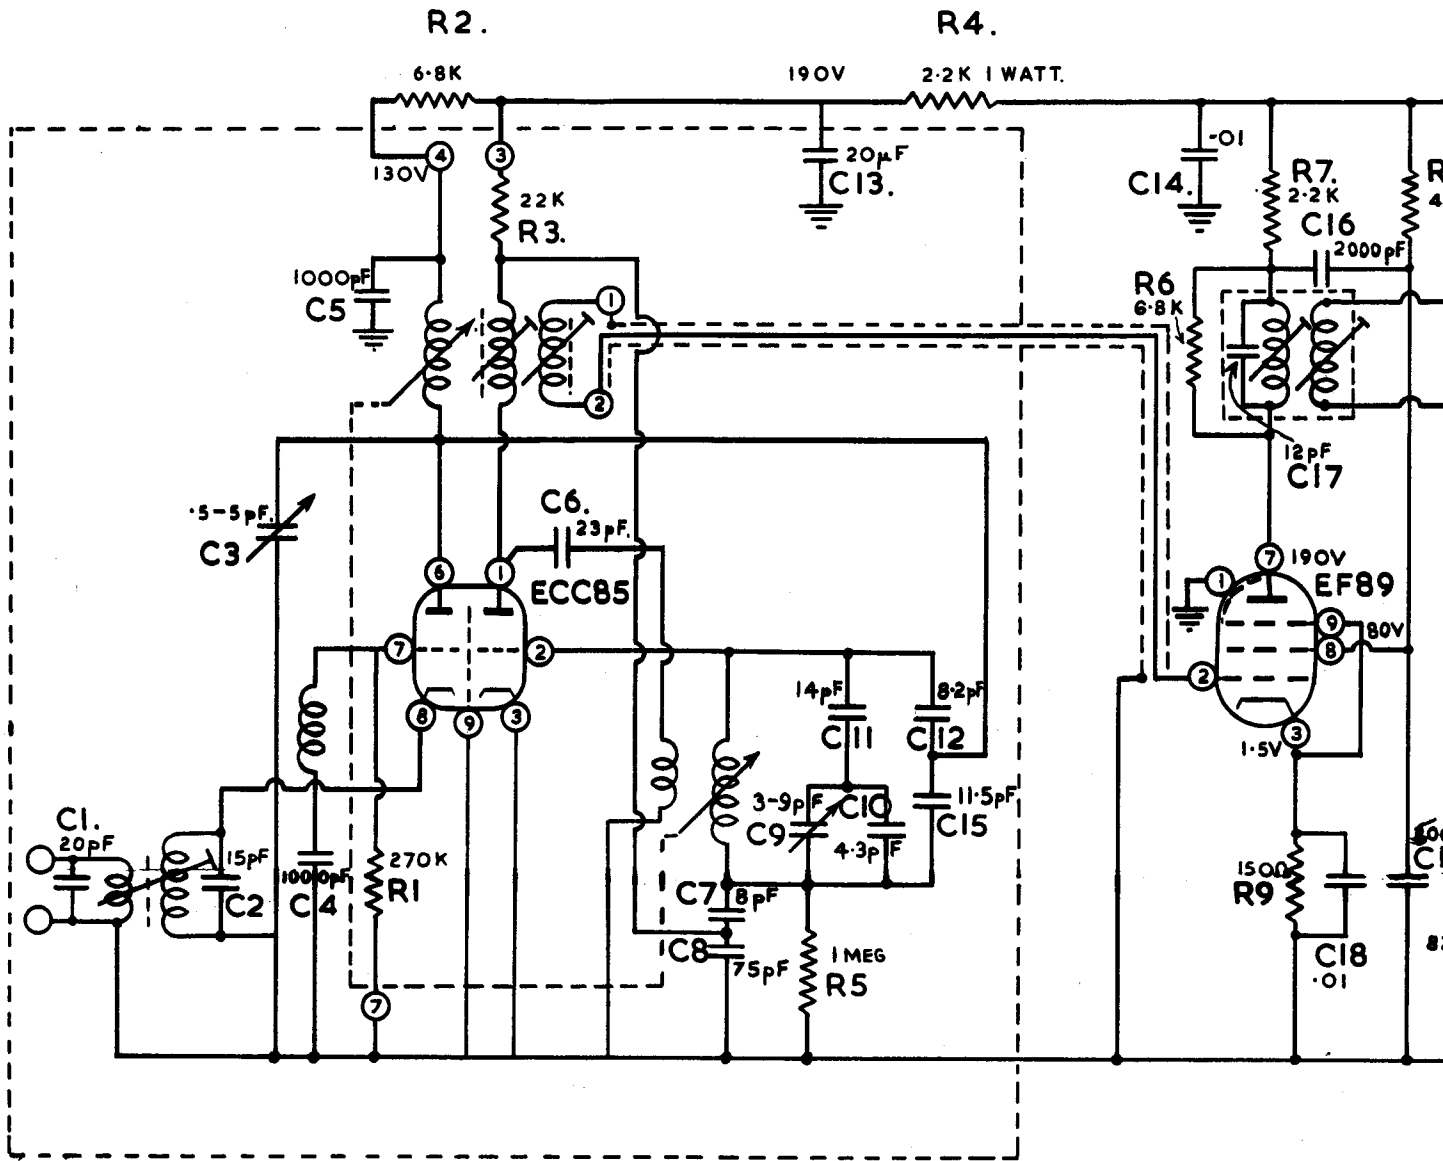 R2.
R4.
6.8K
190V
2.2K 1 WATT.
4
3
130V
22K
R3.
20µF
C13.
.01
C14.
R7.
2.2K
C16
2000pF
R
4
1000pF
C5
1
2
R6
6.8K
12pF
C17
.5-5pF.
C3
C6.
23pF.
6
1
ECC85
7
2
8
9
3
7
190V
1
EF89
9
80V
8
2
3
1.5V
14pF
C11
8.2pF
C12
3-9pF
C10
C9
4.3pF
11.5pF
C15
C1.
20pF
15pF
C2
1000pF
C4
270K
R1
C7
8pF
C8
75pF
1 MEG
R5
7
150Ω
R9
C18
.01
C1
8